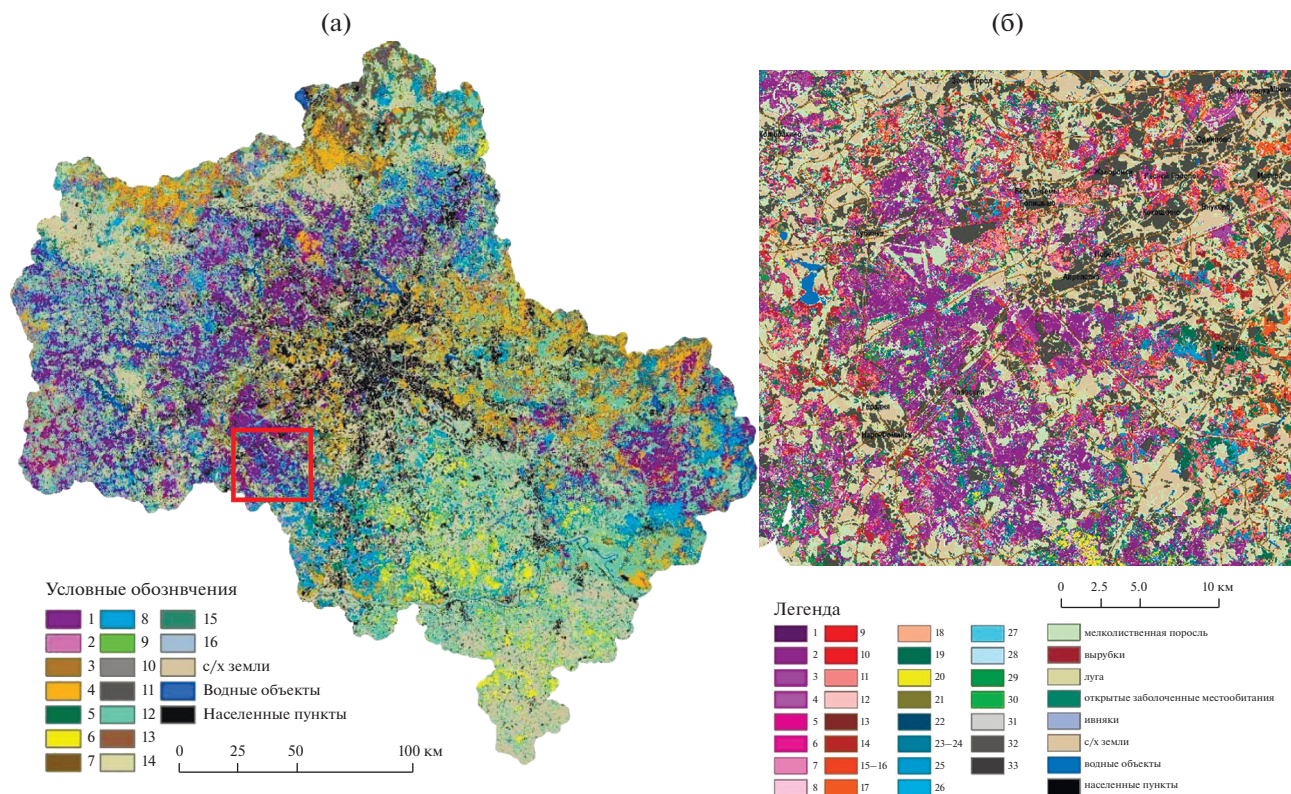 (а)
(б)
Условные обознвчения
1 8 15
2 9 16
3 10 с/х земли
4 11 Водные объекты
5 12 Населенные пункты
6 13
7 14
0 25 50 100 км
0 2.5 5.0 10 км
Легенда
1 9 18 27 мелколиственная поросль
2 10 19 28 вырубки
3 11 20 29 луга
4 12 21 30 открытые заболоченные местообитания
5 13 22 31 ивняки
6 14 23–24 32 с/х земли
7 15–16 25 33 водные объекты
8 17 26 населенные пункты